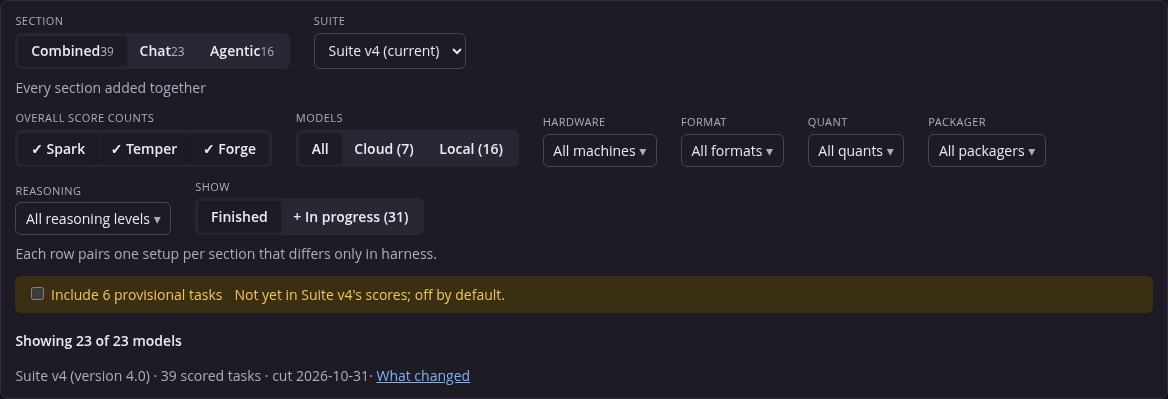 SECTION
SUITE
Combined39 Chat23 Agentic16
Suite v4 (current)
Every section added together
OVERALL SCORE COUNTS
MODELS
HARDWARE
FORMAT
QUANT
PACKAGER
✓ Spark ✓ Temper ✓ Forge
All Cloud (7) Local (16)
All machines ▾
All formats ▾
All quants ▾
All packagers ▾
REASONING
SHOW
All reasoning levels ▾
Finished + In progress (31)
Each row pairs one setup per section that differs only in harness.
Include 6 provisional tasks Not yet in Suite v4's scores; off by default.
Showing 23 of 23 models
Suite v4 (version 4.0) · 39 scored tasks · cut 2026-10-31· What changed